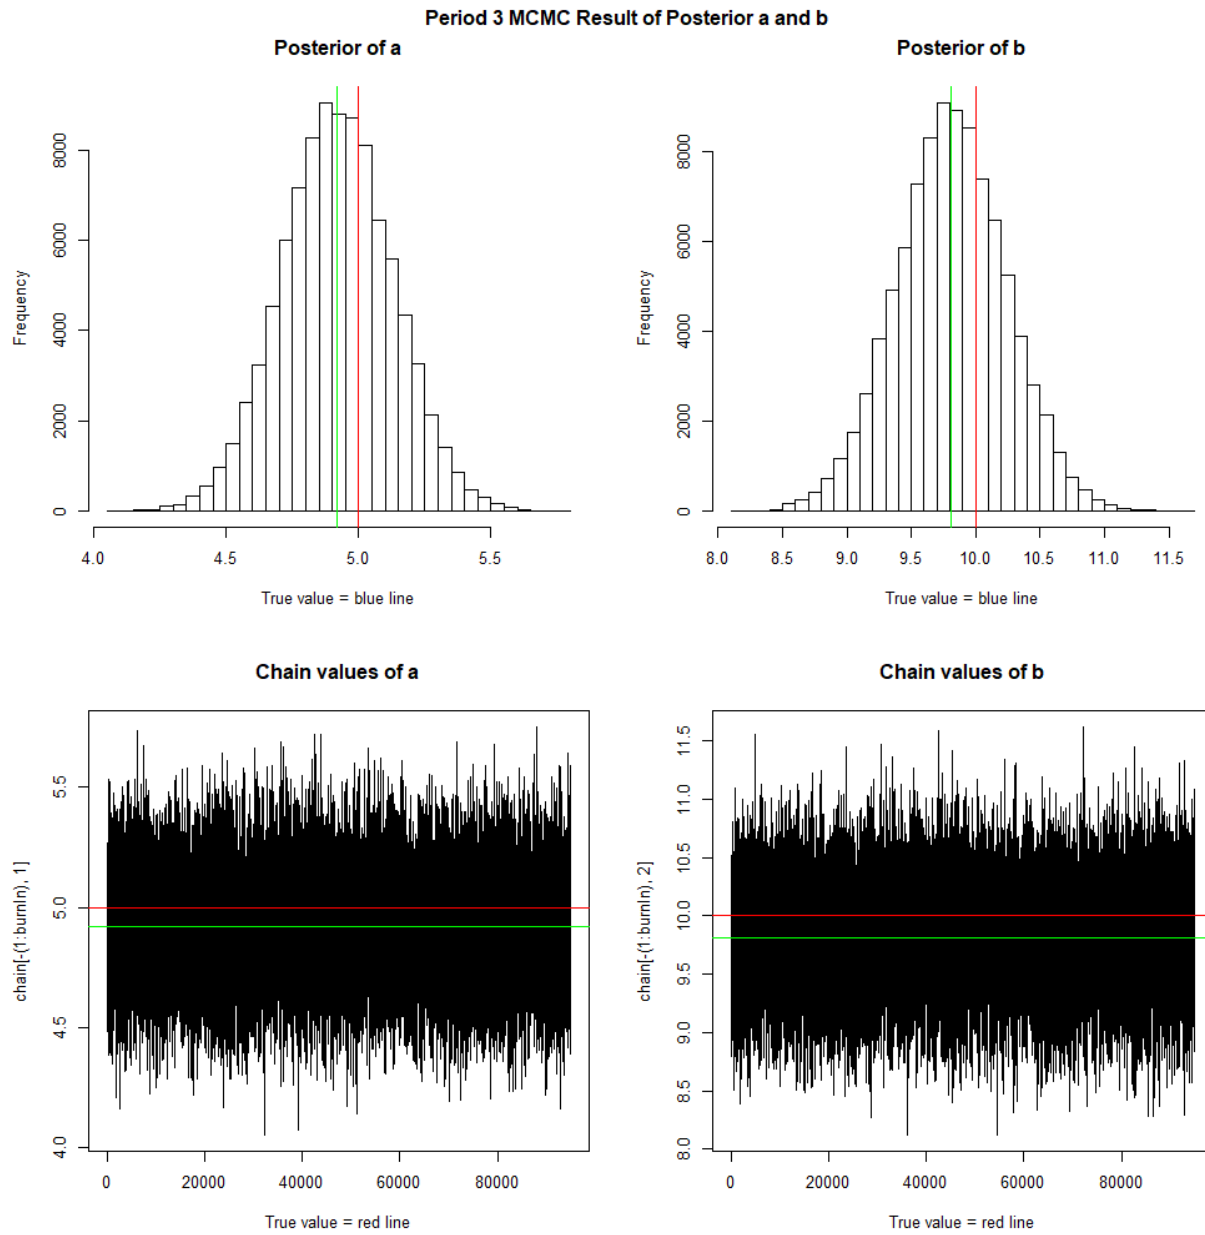 Period 3 MCMC Result of Posterior a and b
Posterior of a
Frequency
8000
6000
4000
2000
0
4.0 4.5 5.0 5.5
True value = blue line
Posterior of b
Frequency
8000
6000
4000
2000
0
8.0 8.5 9.0 9.5 10.0 10.5 11.0 11.5
True value = blue line
Chain values of a
chain[-(1:burnIn), 1]
5.5
5.0
4.5
4.0
0 20000 40000 60000 80000
True value = red line
Chain values of b
chain[-(1:burnIn), 2]
11.5
11.0
10.5
10.0
9.5
9.0
8.5
8.0
0 20000 40000 60000 80000
True value = red line